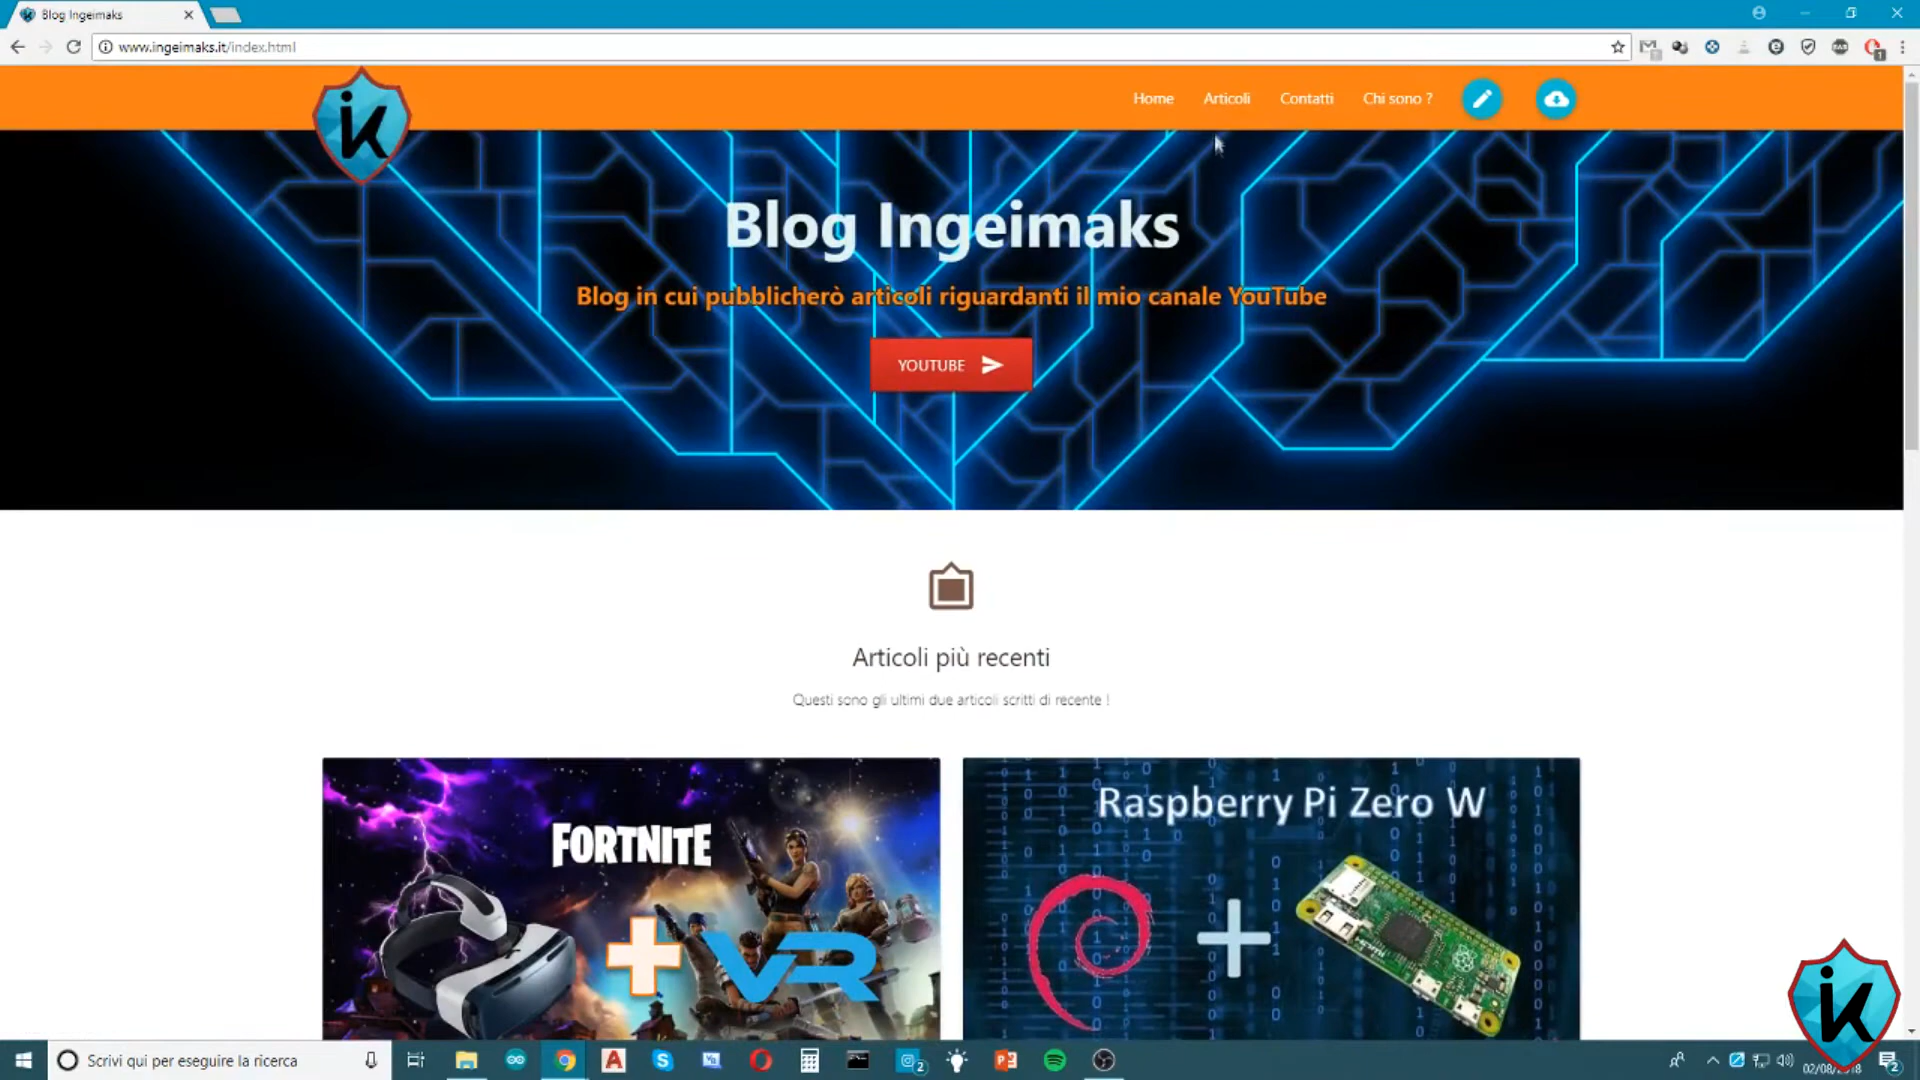 Blog Ingeimaks
www.ingeimaks.it/index.html
Home Articoli Contatti Chi sono ?
ik
Blog Ingeimaks
Blog in cui pubblicherò articoli riguardanti il mio canale YouTube
YOUTUBE
Articoli più recenti
Questi sono gli ultimi due articoli scritti di recente !
FORTNITE
VR
Raspberry Pi Zero W
ik
Scrivi qui per eseguire la ricerca